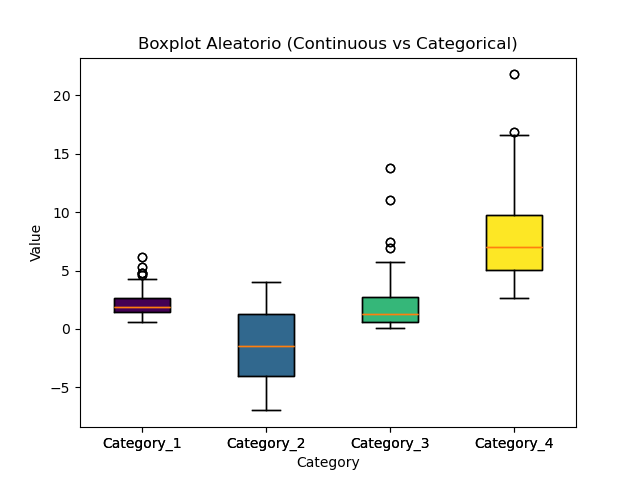 Boxplot Aleatorio (Continuous vs Categorical)
20
15
10
5
0
−5
Value
Category_1 Category_2 Category_3 Category_4
Category